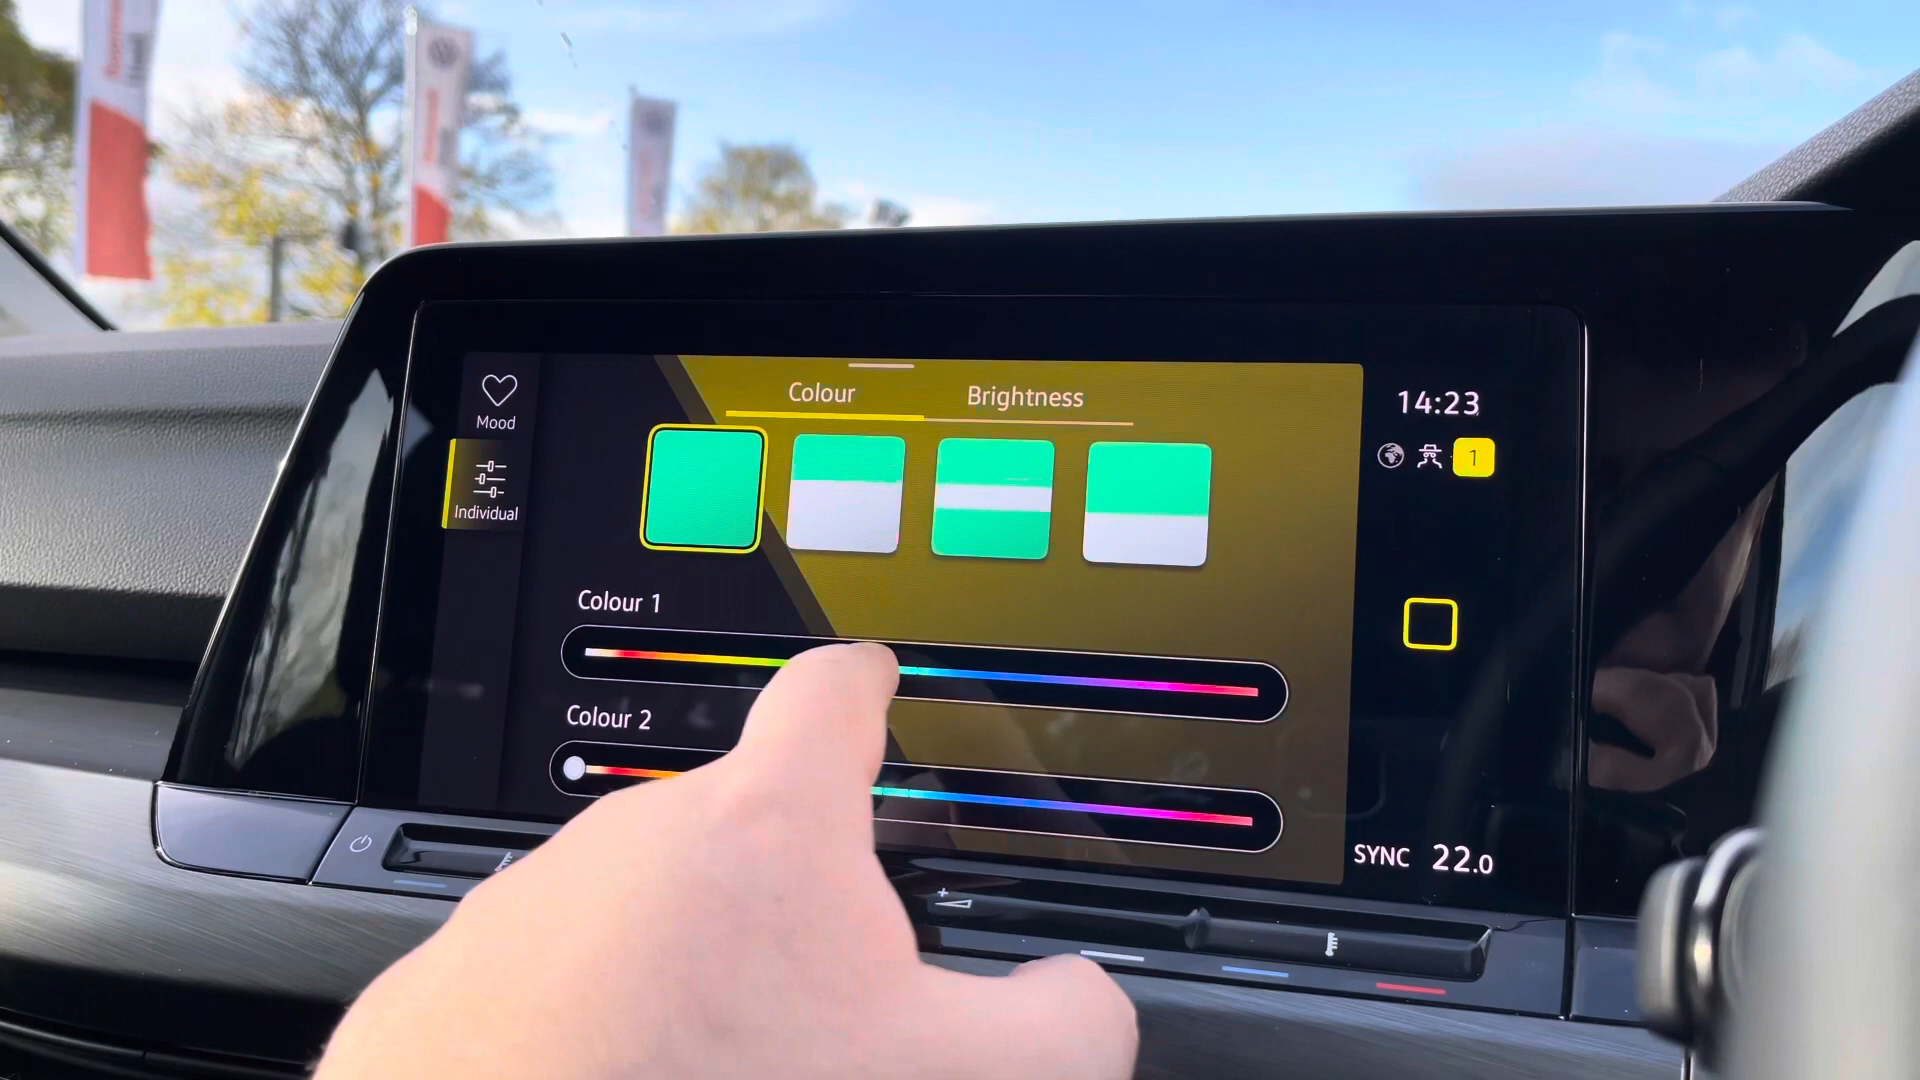 Colour
Brightness
14:23
Mood
1
Individual
Colour 1
Colour 2
SYNC 22.0